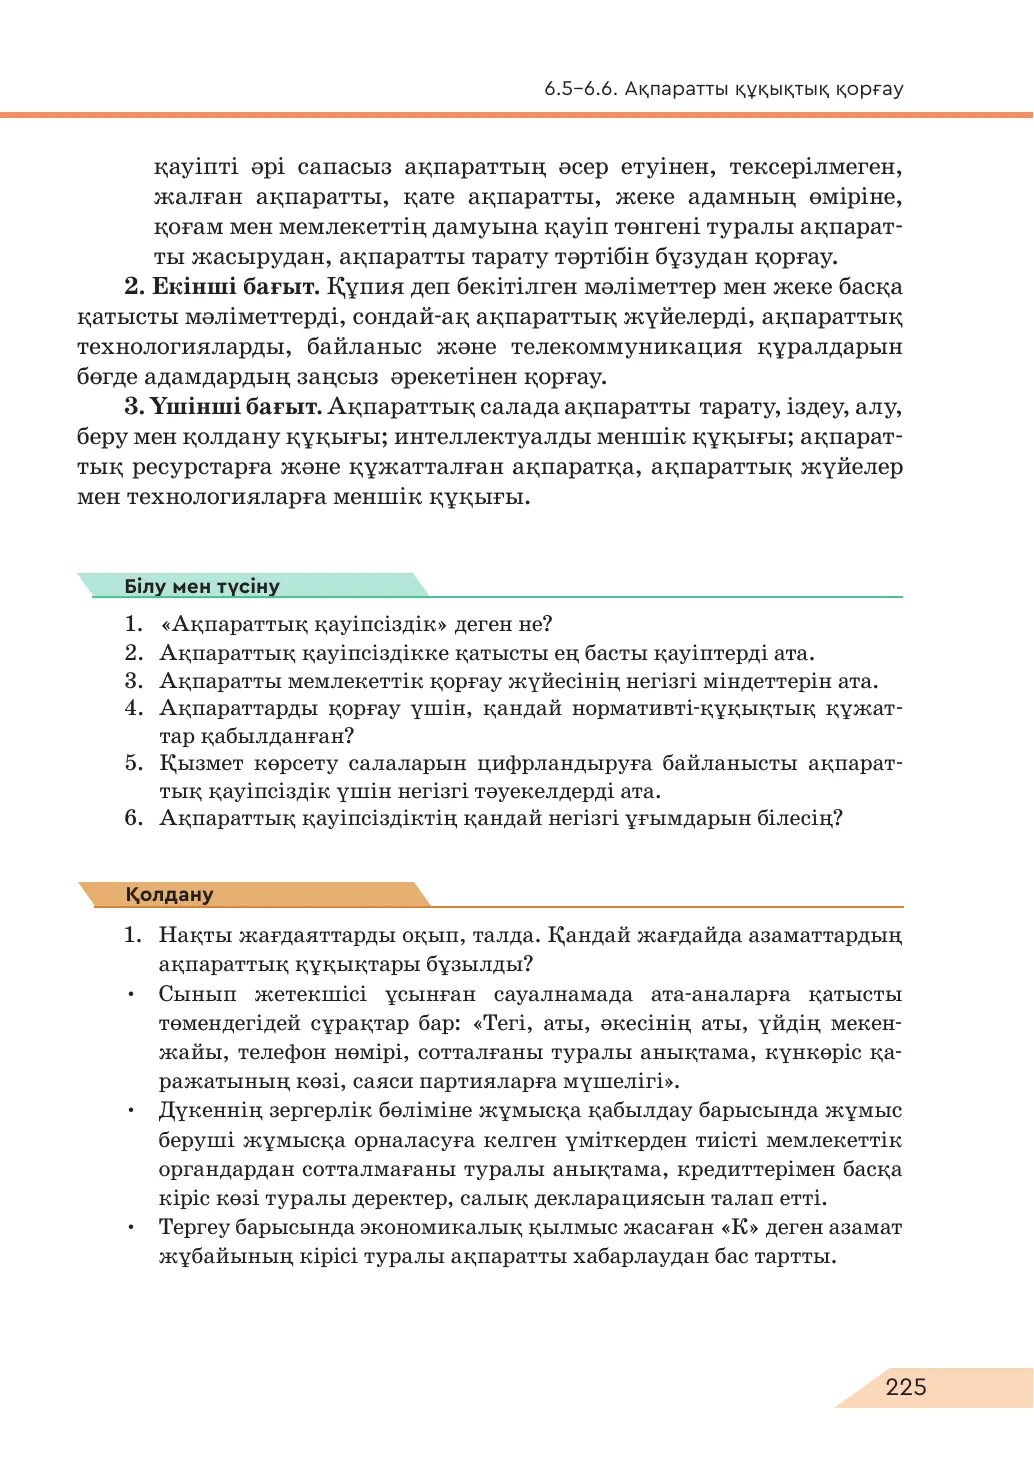 6.5–6.6. Ақпаратты құқықтық қорғау
қауіпті әрі сапасыз ақпараттың әсер етуінен, тексерілмеген,
жалған ақпаратты, қате ақпаратты, жеке адамның өміріне,
қоғам мен мемлекеттің дамуына қауіп төнгені туралы ақпарат-
ты жасырудан, ақпаратты тарату тәртібін бұзудан қорғау.
2. Екінші бағыт. Құпия деп бекітілген мәліметтер мен жеке басқа
қатысты мәліметтерді, сондай-ақ ақпараттық жүйелерді, ақпараттық
технологияларды, байланыс және телекоммуникация құралдарын
бөгде адамдардың заңсыз әрекетінен қорғау.
3. Үшінші бағыт. Ақпараттық салада ақпаратты тарату, іздеу, алу,
беру мен қолдану құқығы; интеллектуалды меншік құқығы; ақпарат-
тық ресурстарға және құжатталған ақпаратқа, ақпараттық жүйелер
мен технологияларға меншік құқығы.
Білу мен түсіну
1. «Ақпараттық қауіпсіздік» деген не?
2. Ақпараттық қауіпсіздікке қатысты ең басты қауіптерді ата.
3. Ақпаратты мемлекеттік қорғау жүйесінің негізгі міндеттерін ата.
4. Ақпараттарды қорғау үшін, қандай нормативті-құқықтық құжат-
тар қабылданған?
5. Қызмет көрсету салаларын цифрландыруға байланысты ақпарат-
тық қауіпсіздік үшін негізгі тәуекелдерді ата.
6. Ақпараттық қауіпсіздіктің қандай негізгі ұғымдарын білесің?
Қолдану
1. Нақты жағдаяттарды оқып, талда. Қандай жағдайда азаматтардың
ақпараттық құқықтары бұзылды?
• Сынып жетекшісі ұсынған сауалнамада ата-аналарға қатысты
төмендегідей сұрақтар бар: «Тегі, аты, әкесінің аты, үйдің мекен-
жайы, телефон нөмірі, сотталғаны туралы анықтама, күнкөріс қа-
ражатының көзі, саяси партияларға мүшелігі».
• Дүкеннің зергерлік бөліміне жұмысқа қабылдау барысында жұмыс
беруші жұмысқа орналасуға келген үміткерден тиісті мемлекеттік
органдардан сотталмағаны туралы анықтама, кредиттерімен басқа
кіріс көзі туралы деректер, салық декларациясын талап етті.
• Тергеу барысында экономикалық қылмыс жасаған «К» деген азамат
жұбайының кірісі туралы ақпаратты хабарлаудан бас тартты.
225